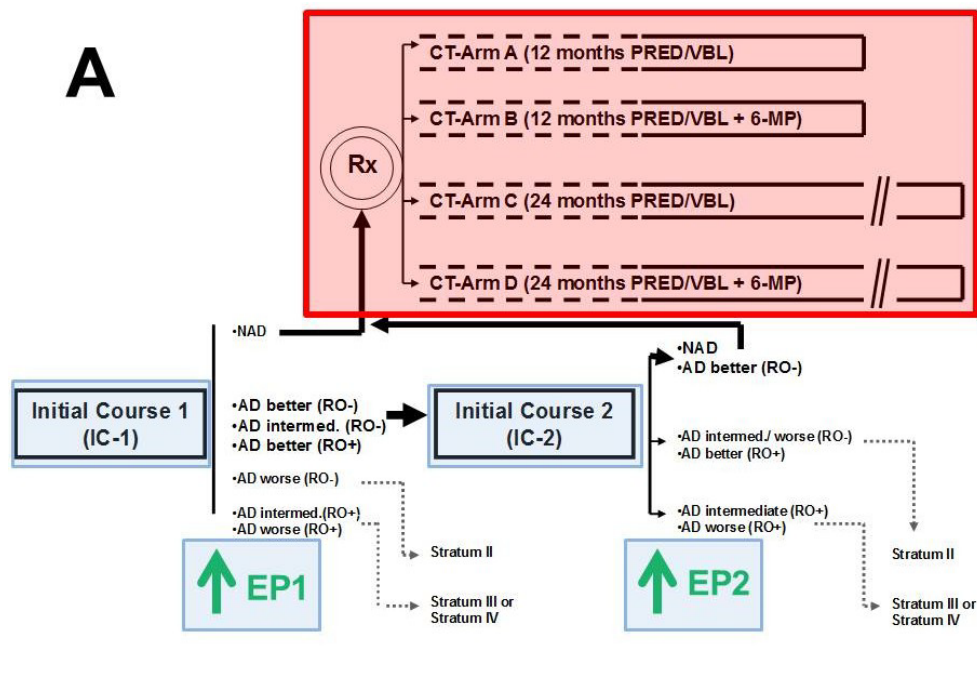 A
CT-Arm A (12 months PRED/VBL)
CT-Arm B (12 months PRED/VBL + 6-MP)
Rx
CT-Arm C (24 months PRED/VBL)
CT-Arm D (24 months PRED/VBL + 6-MP)
•NAD
Initial Course 1
(IC-1)
•AD better (RO-)
•AD intermed. (RO-)
•AD better (RO+)
•AD worse (RO-)
•AD intermed.(RO+)
•AD worse (RO+)
EP1
Stratum II
Stratum III or
Stratum IV
Initial Course 2
(IC-2)
•NAD
•AD better (RO-)
•AD intermed./ worse (RO-)
•AD better (RO+)
•AD intermediate (RO+)
•AD worse (RO+)
EP2
Stratum II
Stratum III or
Stratum IV